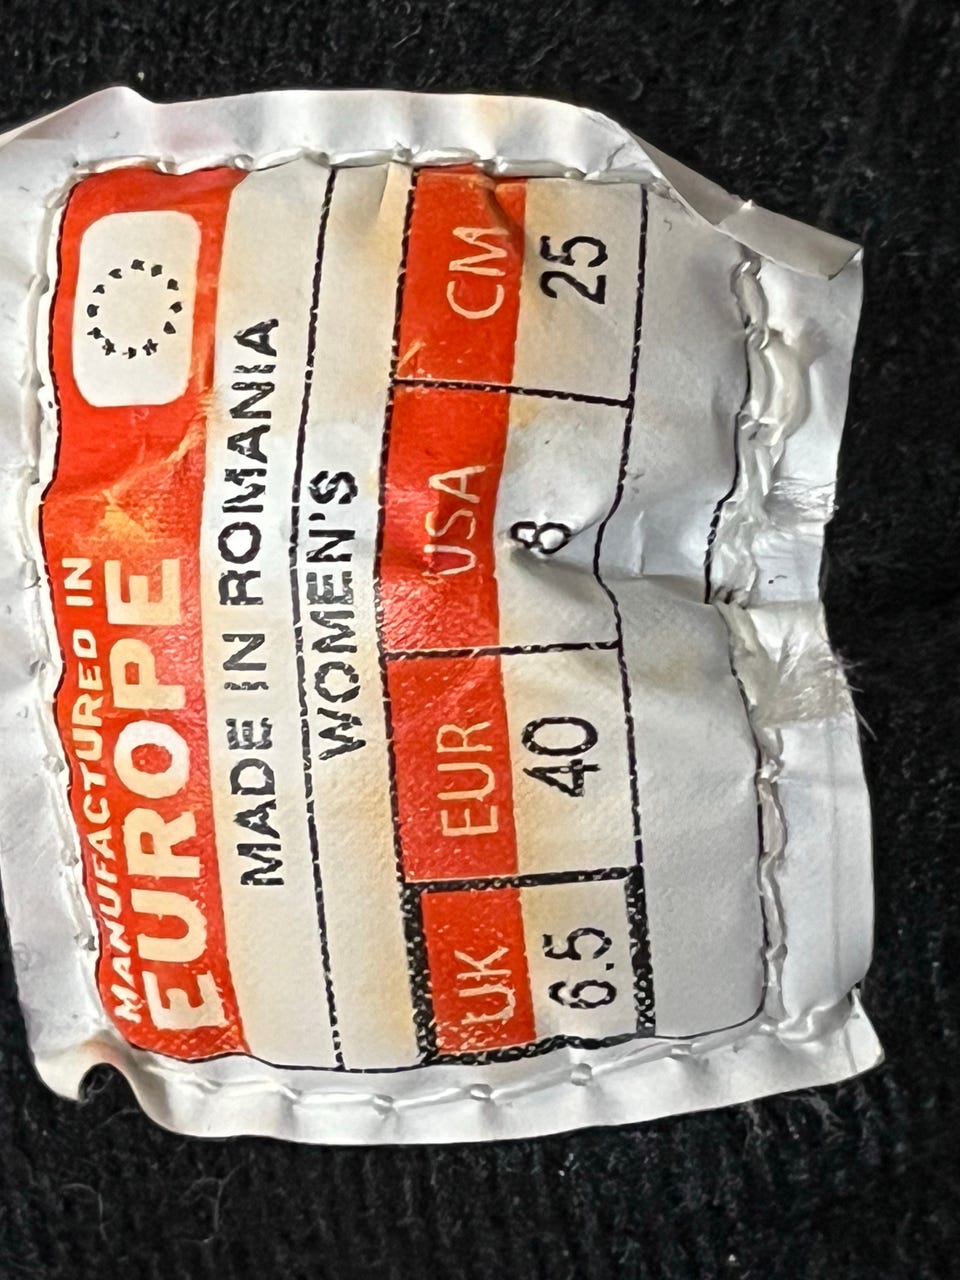 MANUFACTURED IN
EUROPE
MADE IN ROMANIA
WOMEN'S
UK EUR USA CM
6.5 40 8 25